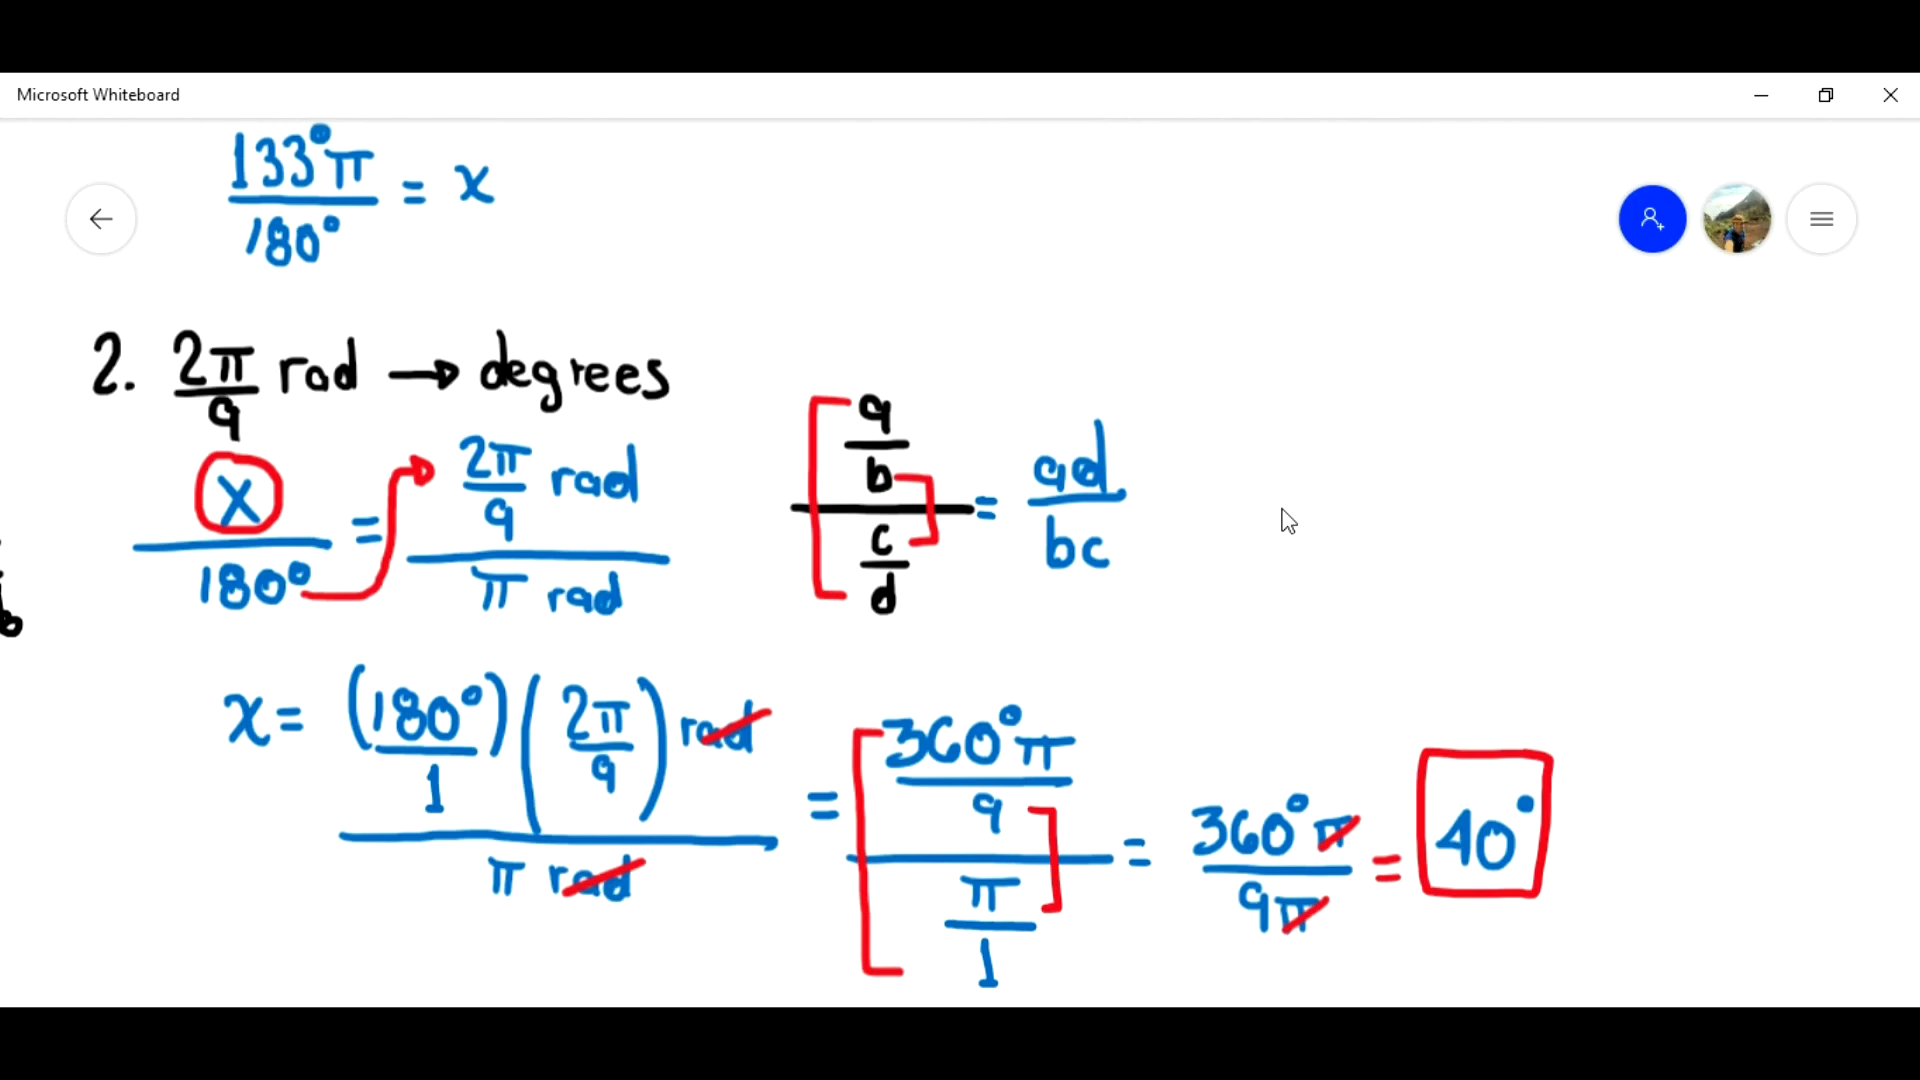 Microsoft Whiteboard
133°π/180° = x
2. 2π/9 rad → degrees
x/180° = (2π/9 rad)/(π rad)
(a/b)/(c/d) = ad/bc
x = ((180°)/1 (2π/9) rad)/(π rad) = (360°π/9)/(π/1) = 360°π/9π = 40°